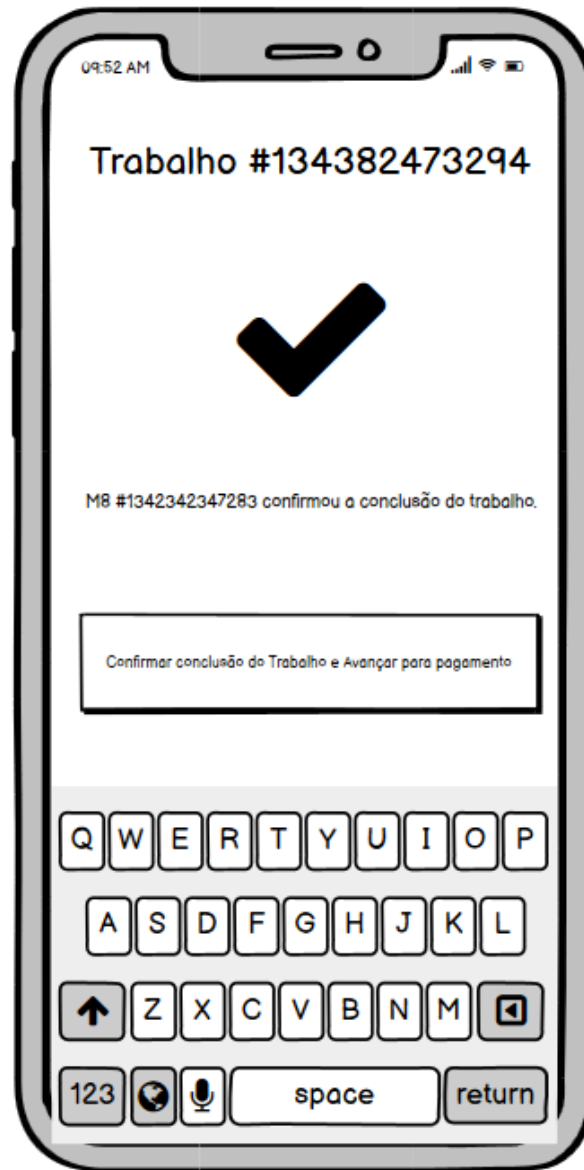 09:52 AM
Trabalho #134382473294
M8 #1342342347283 confirmou a conclusão do trabalho.
Confirmar conclusão do Trabalho e Avançar para pagamento
Q W E R T Y U I O P
A S D F G H J K L
Z X C V B N M
123 space return